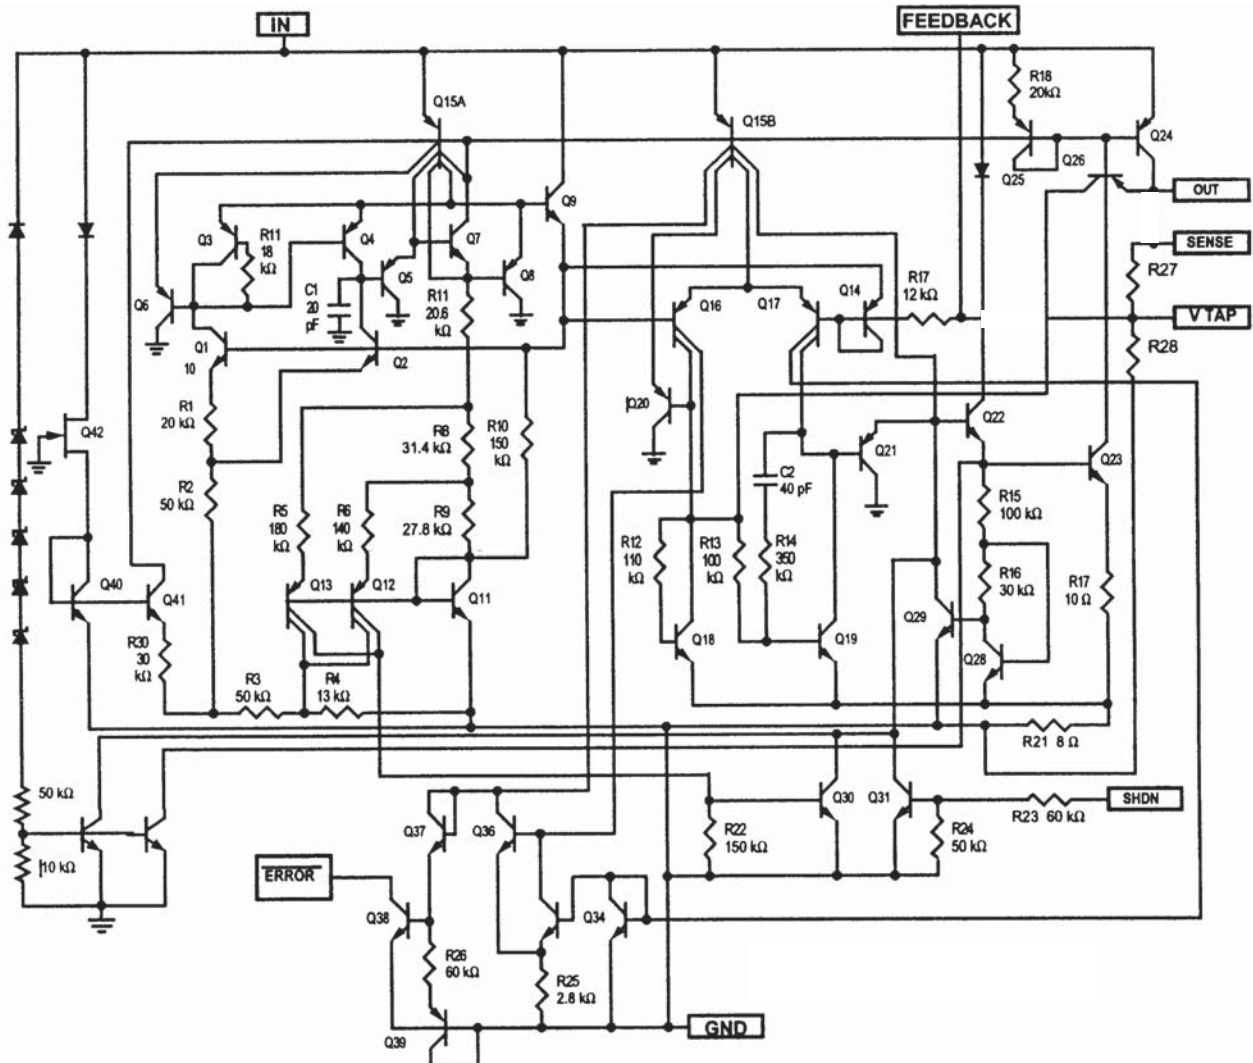 IN
FEEDBACK
R18
20kΩ
Q15A
Q15B
Q24
Q25
Q26
OUT
Q9
Q3
R11
18
kΩ
Q4
Q7
Q5
Q8
SENSE
R27
Q6
C1
20
pF
R11
20.6
kΩ
Q16
Q17
Q14
R17
12 kΩ
V TAP
Q1
10
Q2
R28
R1
20 kΩ
Q20
Q42
R8
31.4 kΩ
R10
150
kΩ
Q22
Q21
Q23
R2
50 kΩ
C2
40 pF
R5
180
kΩ
R6
140
kΩ
R9
27.8 kΩ
R15
100 kΩ
R12
110
kΩ
R13
100
kΩ
R14
350
kΩ
Q40
Q41
Q13
Q12
Q11
R16
30 kΩ
R17
10 Ω
Q29
R30
30
kΩ
Q18
Q19
Q28
R3
50 kΩ
R4
13 kΩ
R21 8 Ω
50 kΩ
Q30
Q31
SHDN
Q37
Q36
R22
150 kΩ
R24
50 kΩ
R23 60 kΩ
10 kΩ
ERROR
Q38
Q34
R26
60 kΩ
R25
2.8 kΩ
Q39
GND